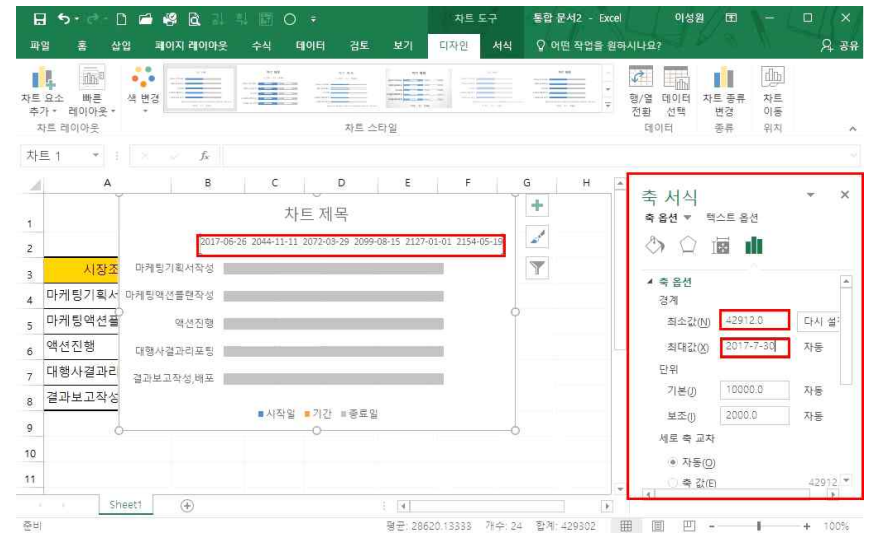 차트 도구
통합 문서2 - Excel
이성원
파일 홈 삽입 페이지 레이아웃 수식 데이터 검토 보기 디자인 서식 어떤 작업을 원하시나요? 공유
차트 요소 추가
빠른 레이아웃
색 변경
행/열 전환
데이터 선택
차트 종류 변경
차트 이동
차트 레이아웃
차트 스타일
데이터
종류
위치
차트 1
fx
A B C D E F G H
1
차트 제목
2
2017-06-26 2044-11-11 2072-03-29 2099-08-15 2127-01-01 2154-05-19
3 시장조
마케팅기획서작성
4 마케팅기획서
마케팅액션플랜작성
5 마케팅액션플
액션진행
6 액션진행
대행사결과리포팅
7 대행사결과리
결과보고작성,배포
8 결과보고작성
시작일 기간 종료일
9
10
11
축 서식
축 옵션 텍스트 옵션
축 옵션
경계
최소값(N) 42912.0 다시 설
최대값(X) 2017-7-30 자동
단위
기본(J) 10000.0 자동
보조(I) 2000.0 자동
세로 축 교차
자동(O)
축 값(E) 42912
Sheet1
준비
평균: 28620.13333 개수: 24 합계: 429302
100%